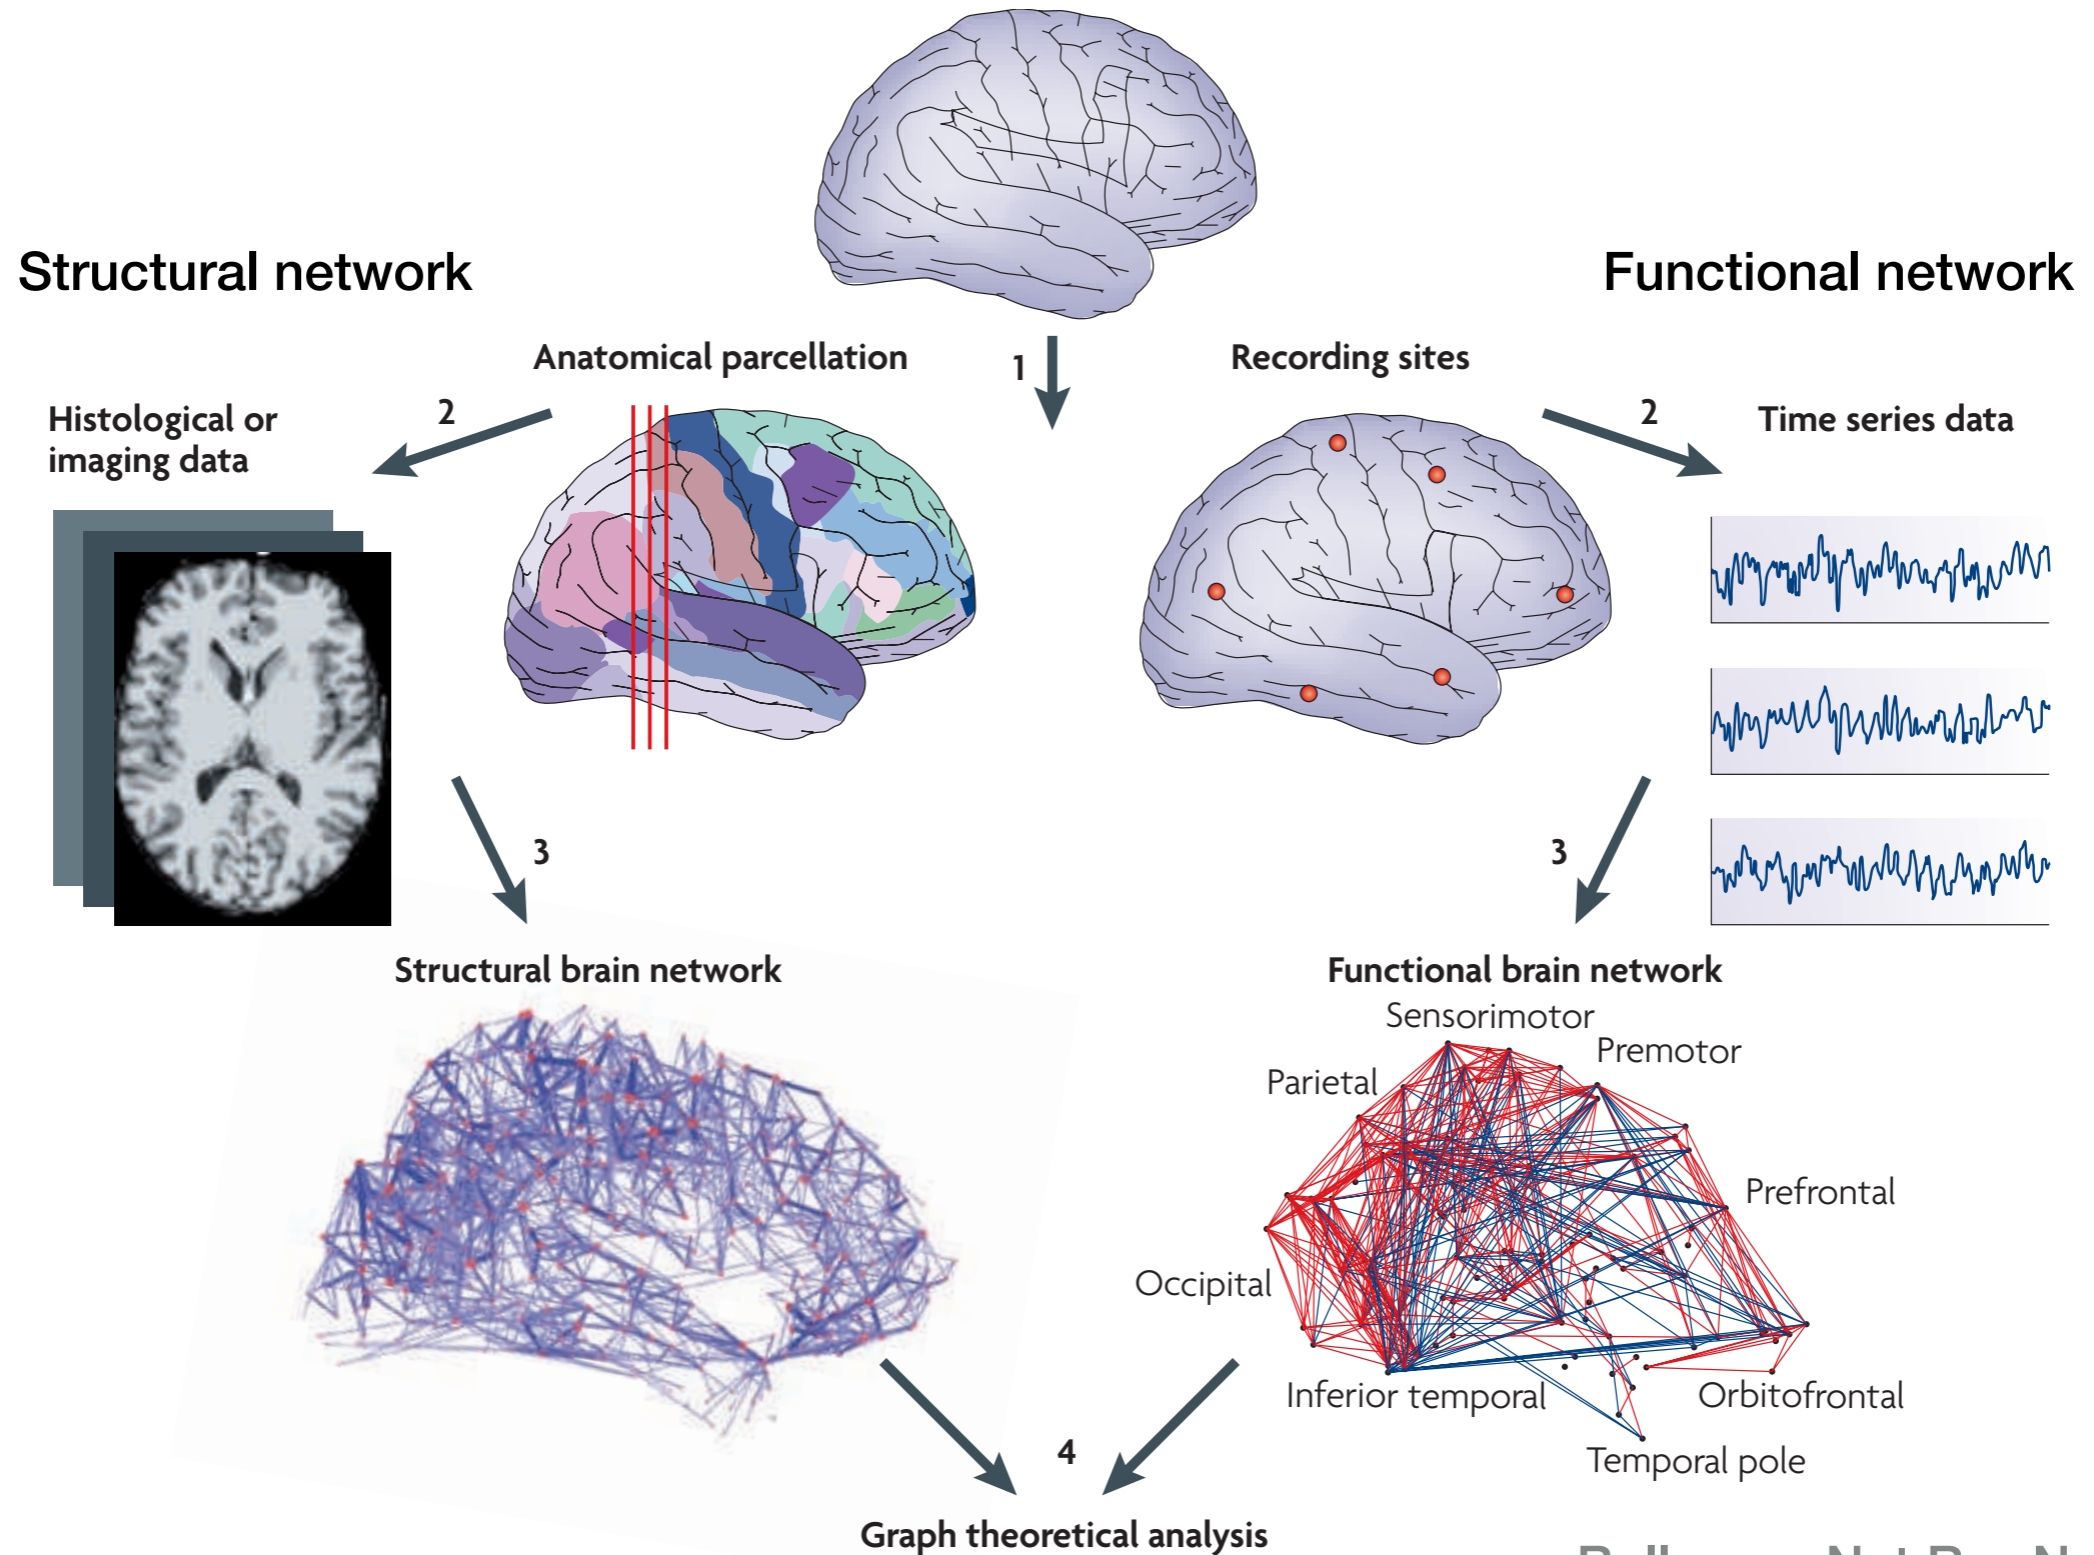 Structural network
Functional network
Anatomical parcellation
1
Recording sites
Histological or
imaging data
2
2
Time series data
3
3
Structural brain network
Functional brain network
Sensorimotor
Premotor
Parietal
Prefrontal
Occipital
Inferior temporal
Orbitofrontal
Temporal pole
4
Graph theoretical analysis